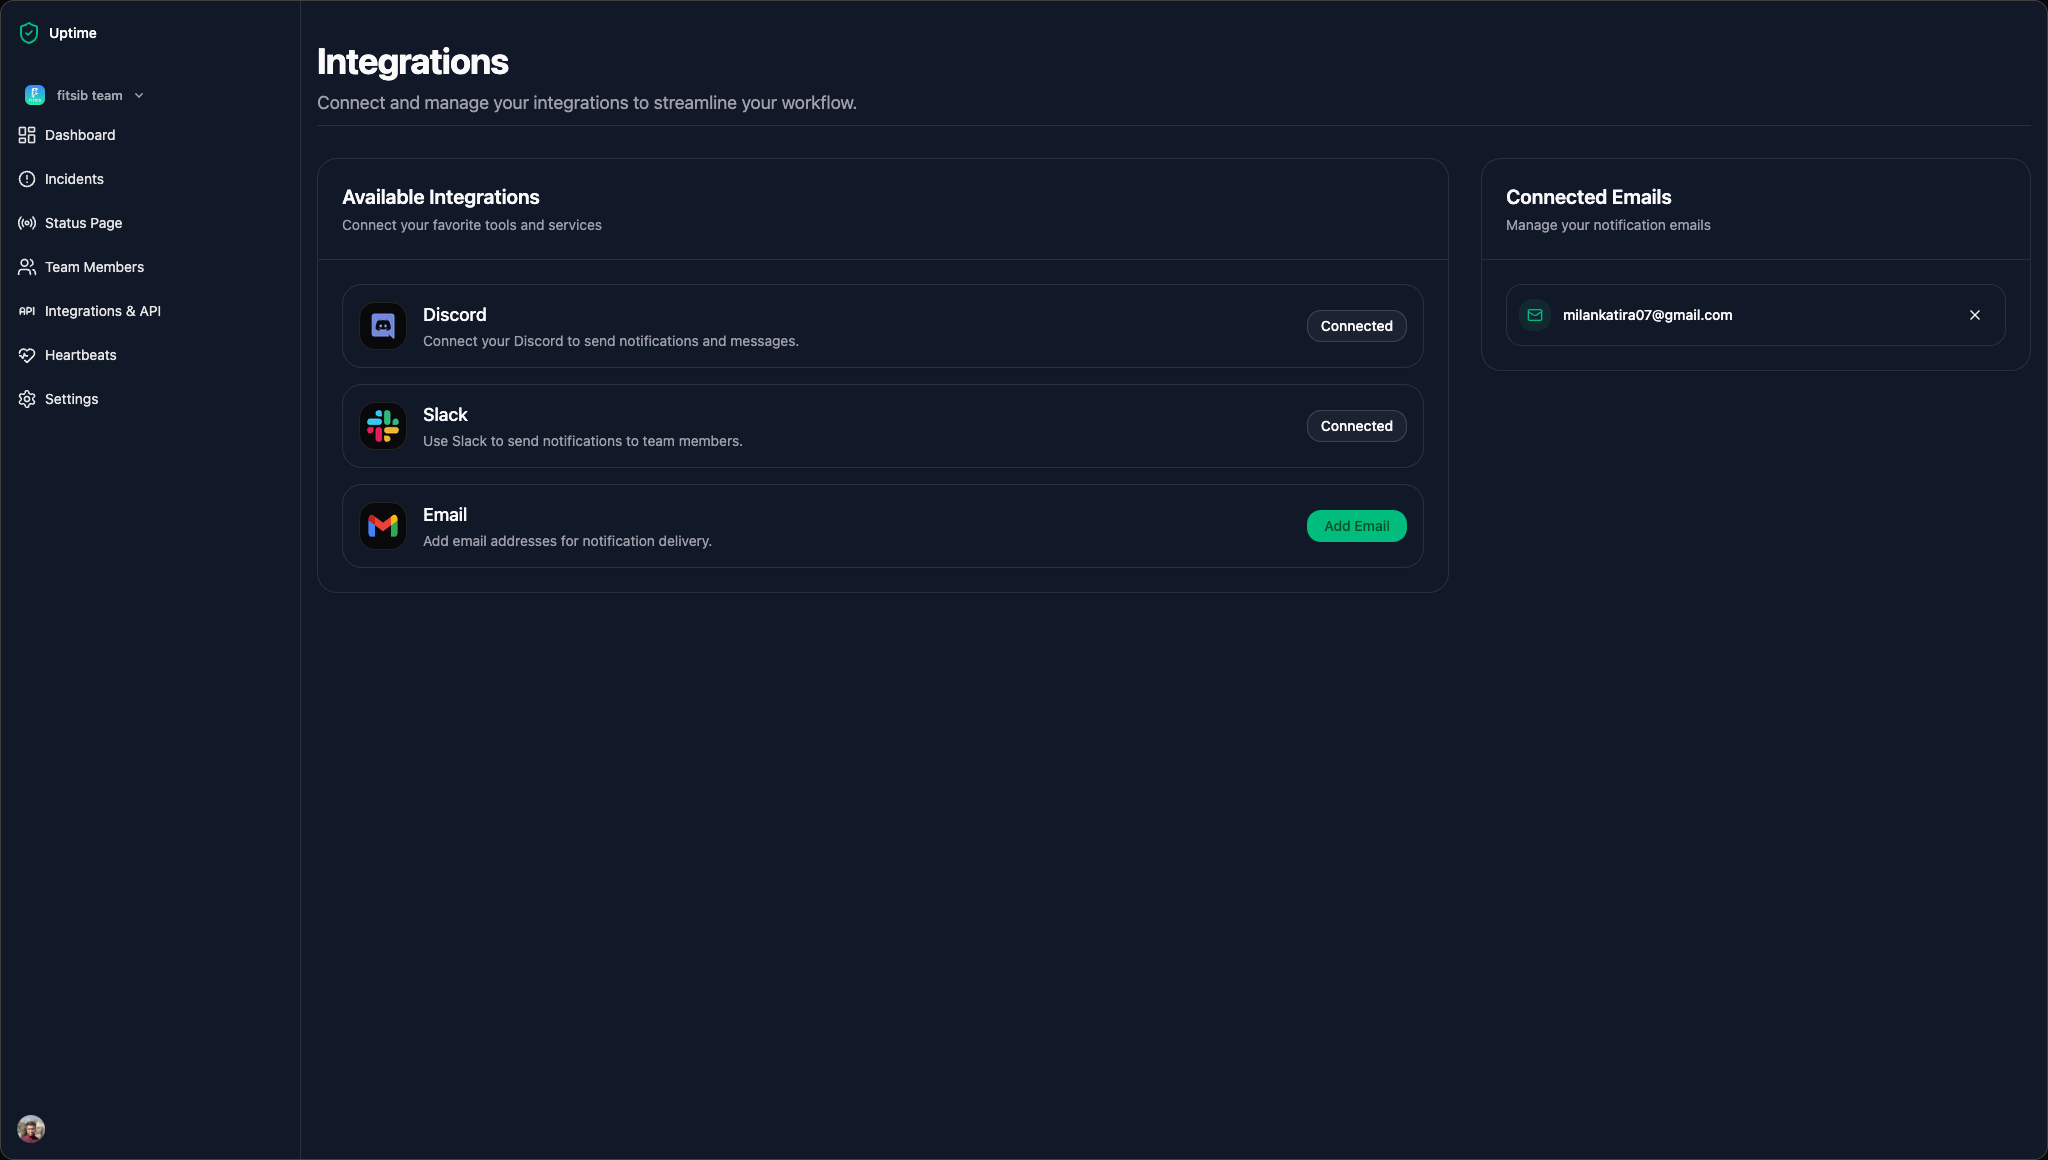 Uptime
fitsib team
Dashboard
Incidents
Status Page
Team Members
API Integrations & API
Heartbeats
Settings
Integrations
Connect and manage your integrations to streamline your workflow.
Available Integrations
Connect your favorite tools and services
Discord
Connect your Discord to send notifications and messages.
Connected
Slack
Use Slack to send notifications to team members.
Connected
Email
Add email addresses for notification delivery.
Add Email
Connected Emails
Manage your notification emails
milankatira07@gmail.com